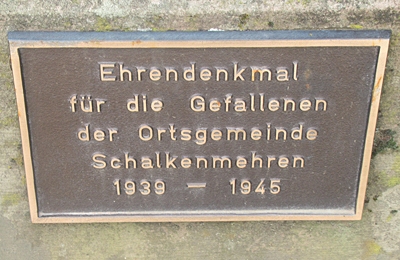 Ehrendenkmal
für die Gefallenen
der Ortsgemeinde
Schalkenmehren
1939 — 1945